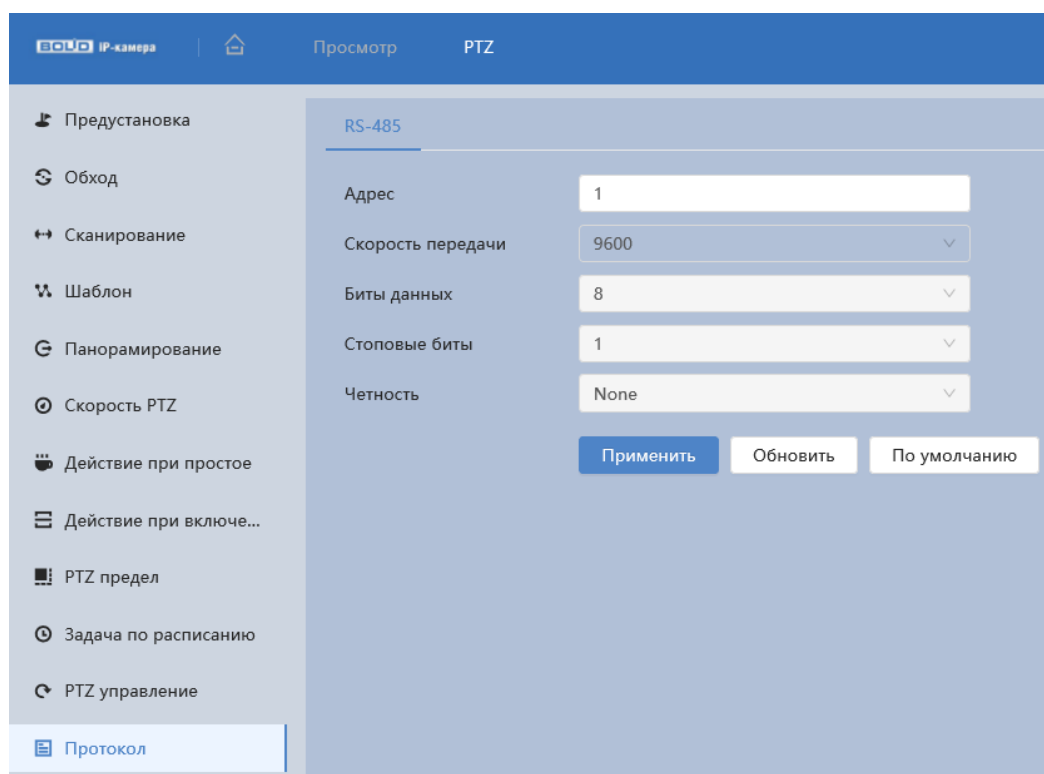 BOLID IP-камера
Просмотр
PTZ
Предустановка
Обход
Сканирование
Шаблон
Панорамирование
Скорость PTZ
Действие при простое
Действие при включе...
PTZ предел
Задача по расписанию
PTZ управление
Протокол
RS-485
Адрес 1
Скорость передачи 9600
Биты данных 8
Стоповые биты 1
Четность None
Применить Обновить По умолчанию